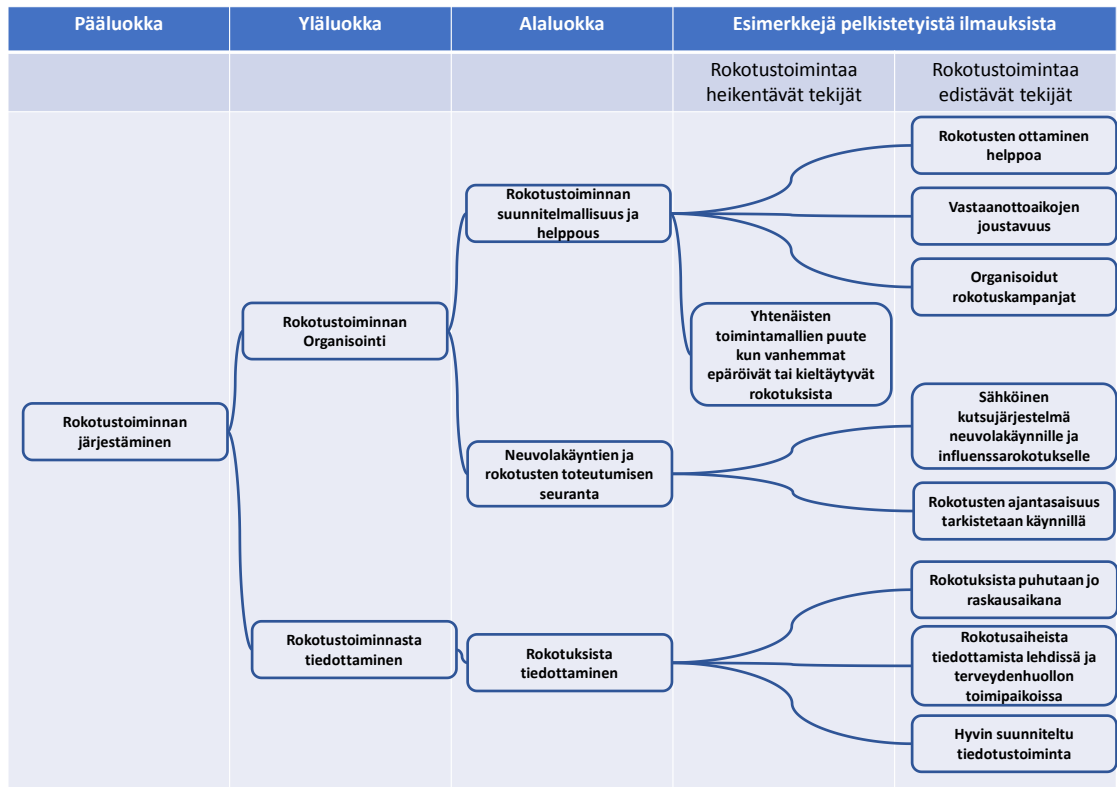 Pääluokka
Yläluokka
Alaluokka
Esimerkkejä pelkistetyistä ilmauksista
Rokotustoimintaa
heikentävät tekijät
Rokotustoimintaa
edistävät tekijät
Rokotustoiminnan
järjestäminen
Rokotustoiminnan
Organisointi
Rokotustoiminnan
suunnitelmallisuus ja
helppous
Rokotusten ottaminen
helppoa
Vastaanottoaikojen
joustavuus
Organisoidut
rokotuskampanjat
Yhtenäisten
toimintamallien puute
kun vanhemmat
epäröivät tai kieltäytyvät
rokotuksista
Neuvolakäyntien ja
rokotusten toteutumisen
seuranta
Sähköinen
kutsujärjestelmä
neuvolakäynnille ja
influenssarokotukselle
Rokotusten ajantasaisuus
tarkistetaan käynnillä
Rokotustoiminnasta
tiedottaminen
Rokotuksista
tiedottaminen
Rokotuksista puhutaan jo
raskausaikana
Rokotusaiheista
tiedottamista lehdissä ja
terveydenhuollon
toimipaikoissa
Hyvin suunniteltu
tiedotustoiminta